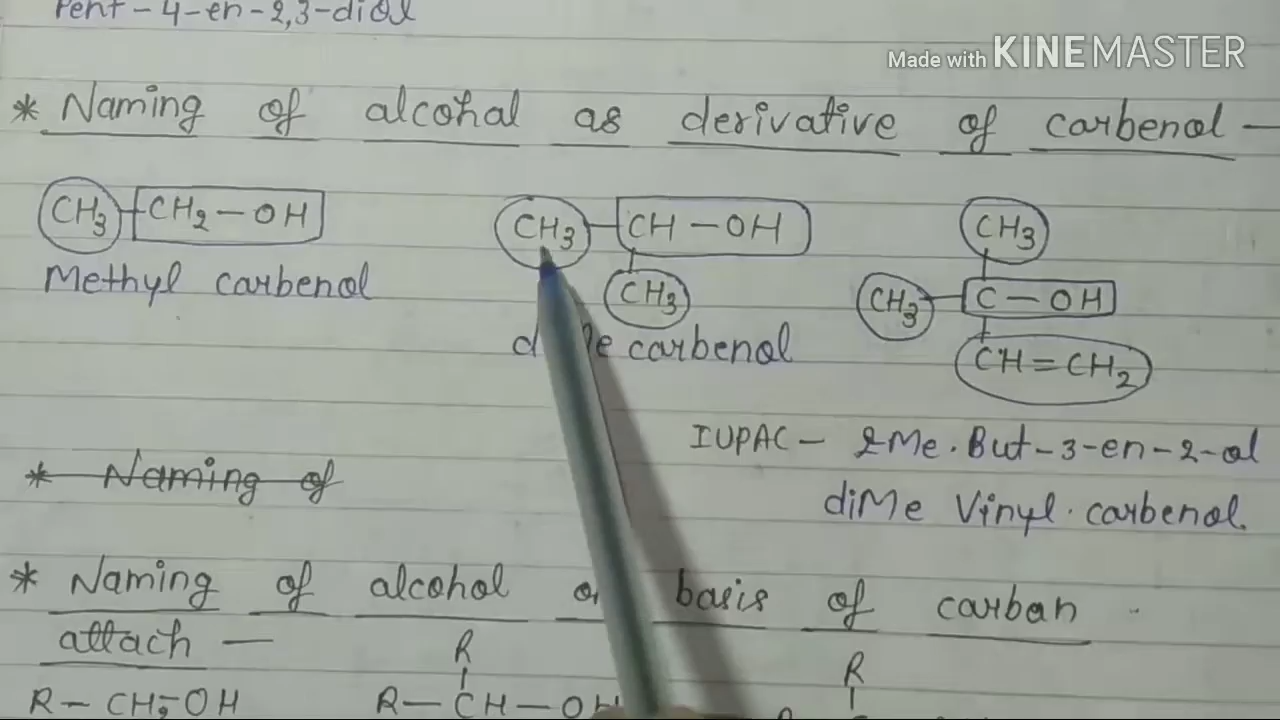 Pent-4-en-2,3-diol
Made with KINEMASTER
* Naming of alcohal as derivative of carbenol —
CH3 - CH2 - OH
CH3 - CH - OH
CH3
CH3
CH3 - C - OH
CH = CH2
Methyl carbenol
carbenol
IUPAC - 2Me. But-3-en-2-ol
diMe Vinyl. carbenol.
* Naming of
* Naming of alcohol basis of carban
attach —
R - CH2-OH
R
R - CH - OH
R